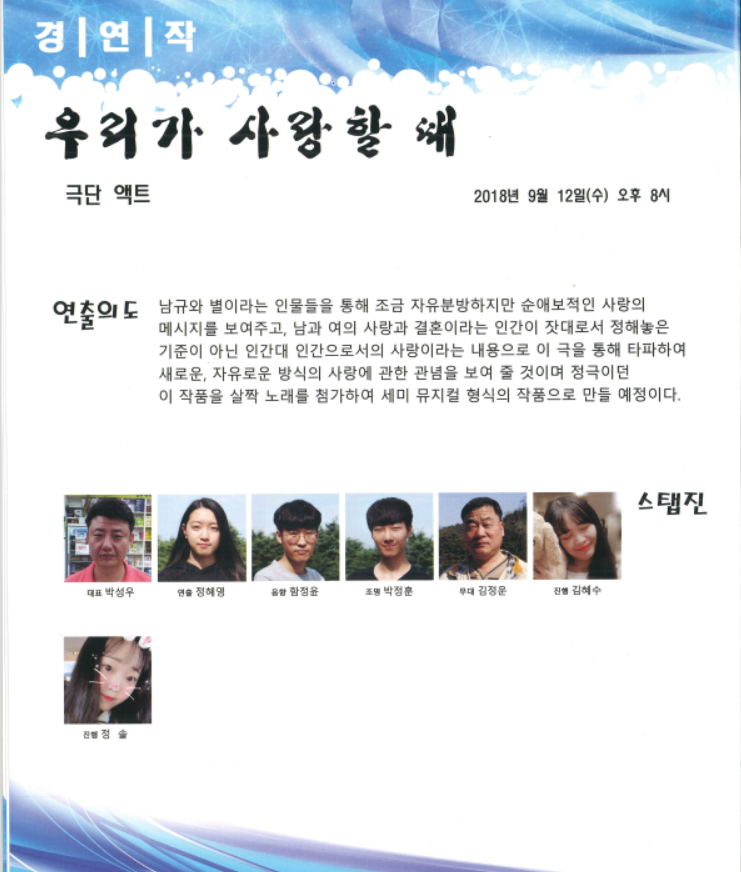 경|연|작
우리가 사랑할 때
극단 액트
2018년 9월 12일(수) 오후 8시
연출의도
남규와 별이라는 인물들을 통해 조금 자유분방하지만 순애보적인 사랑의
메시지를 보여주고, 남과 여의 사랑과 결혼이라는 인간이 잣대로서 정해놓은
기준이 아닌 인간대 인간으로서의 사랑이라는 내용으로 이 극을 통해 타파하여
새로운, 자유로운 방식의 사랑에 관한 관념을 보여 줄 것이며 정극이던
이 작품을 살짝 노래를 첨가하여 세미 뮤지컬 형식의 작품으로 만들 예정이다.
스탭진
대표 박성우
연출 정혜영
음향 함정윤
조명 박정훈
무대 김정운
진행 김혜수
진행 정 솔